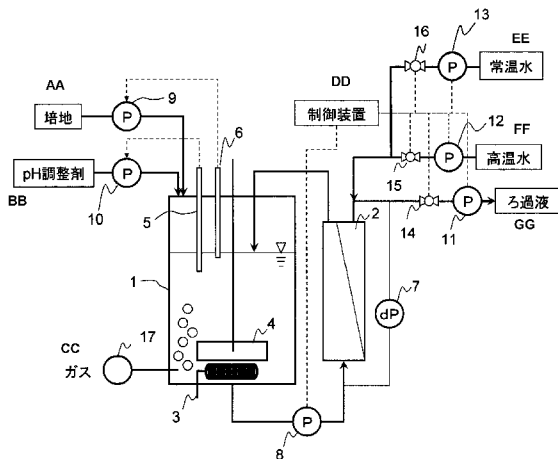 16
13
EE
P
常温水
AA
9
培地
P
DD
制御装置
12
FF
P
高温水
6
15
pH調整剤
P
BB
10
5
2
14
P
11
ろ過液
GG
1
7
dP
CC
17
ガス
4
3
P
8